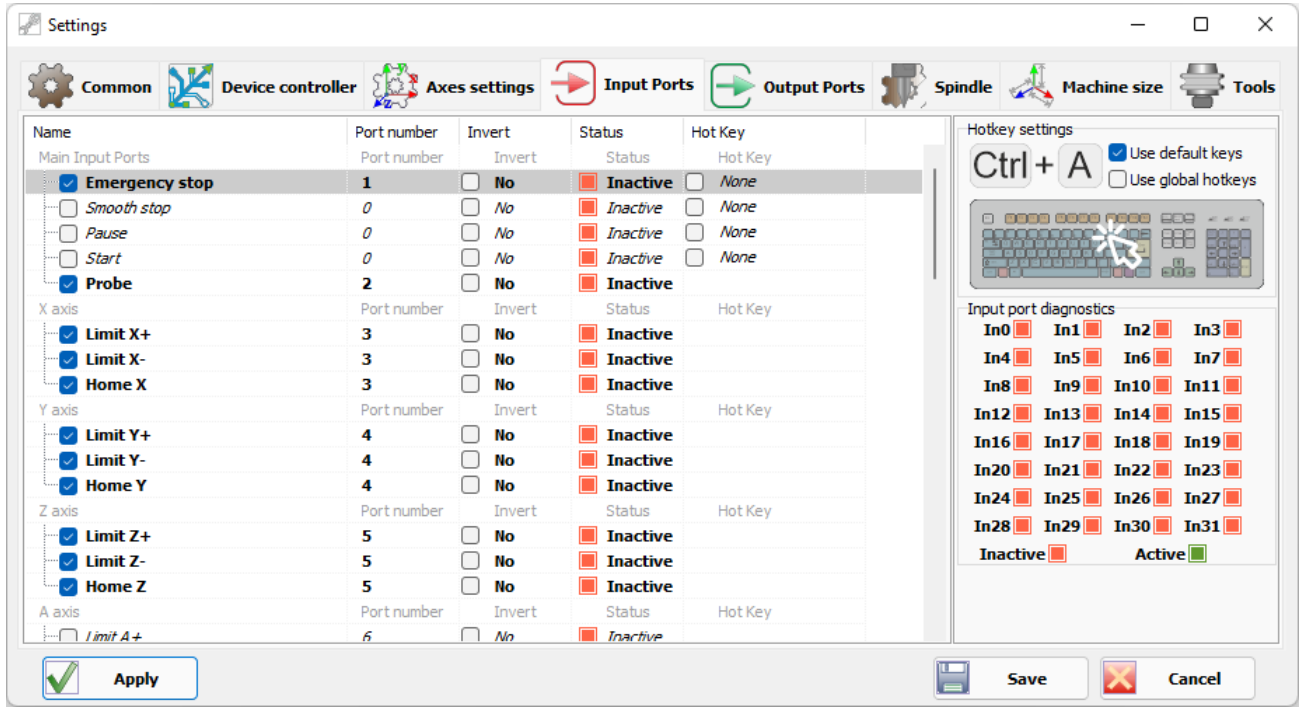 Settings
Common Device controller Axes settings Input Ports Output Ports Spindle Machine size Tools
Name Port number Invert Status Hot Key
Main Input Ports Port number Invert Status Hot Key
Emergency stop 1 No Inactive None
Smooth stop 0 No Inactive None
Pause 0 No Inactive None
Start 0 No Inactive None
Probe 2 No Inactive
X axis Port number Invert Status Hot Key
Limit X+ 3 No Inactive
Limit X- 3 No Inactive
Home X 3 No Inactive
Y axis Port number Invert Status Hot Key
Limit Y+ 4 No Inactive
Limit Y- 4 No Inactive
Home Y 4 No Inactive
Z axis Port number Invert Status Hot Key
Limit Z+ 5 No Inactive
Limit Z- 5 No Inactive
Home Z 5 No Inactive
A axis Port number Invert Status Hot Key
Limit A+ 6 No Inactive
Hotkey settings
Ctrl + A
Use default keys
Use global hotkeys
Input port diagnostics
In0 In1 In2 In3
In4 In5 In6 In7
In8 In9 In10 In11
In12 In13 In14 In15
In16 In17 In18 In19
In20 In21 In22 In23
In24 In25 In26 In27
In28 In29 In30 In31
Inactive Active
Apply Save Cancel